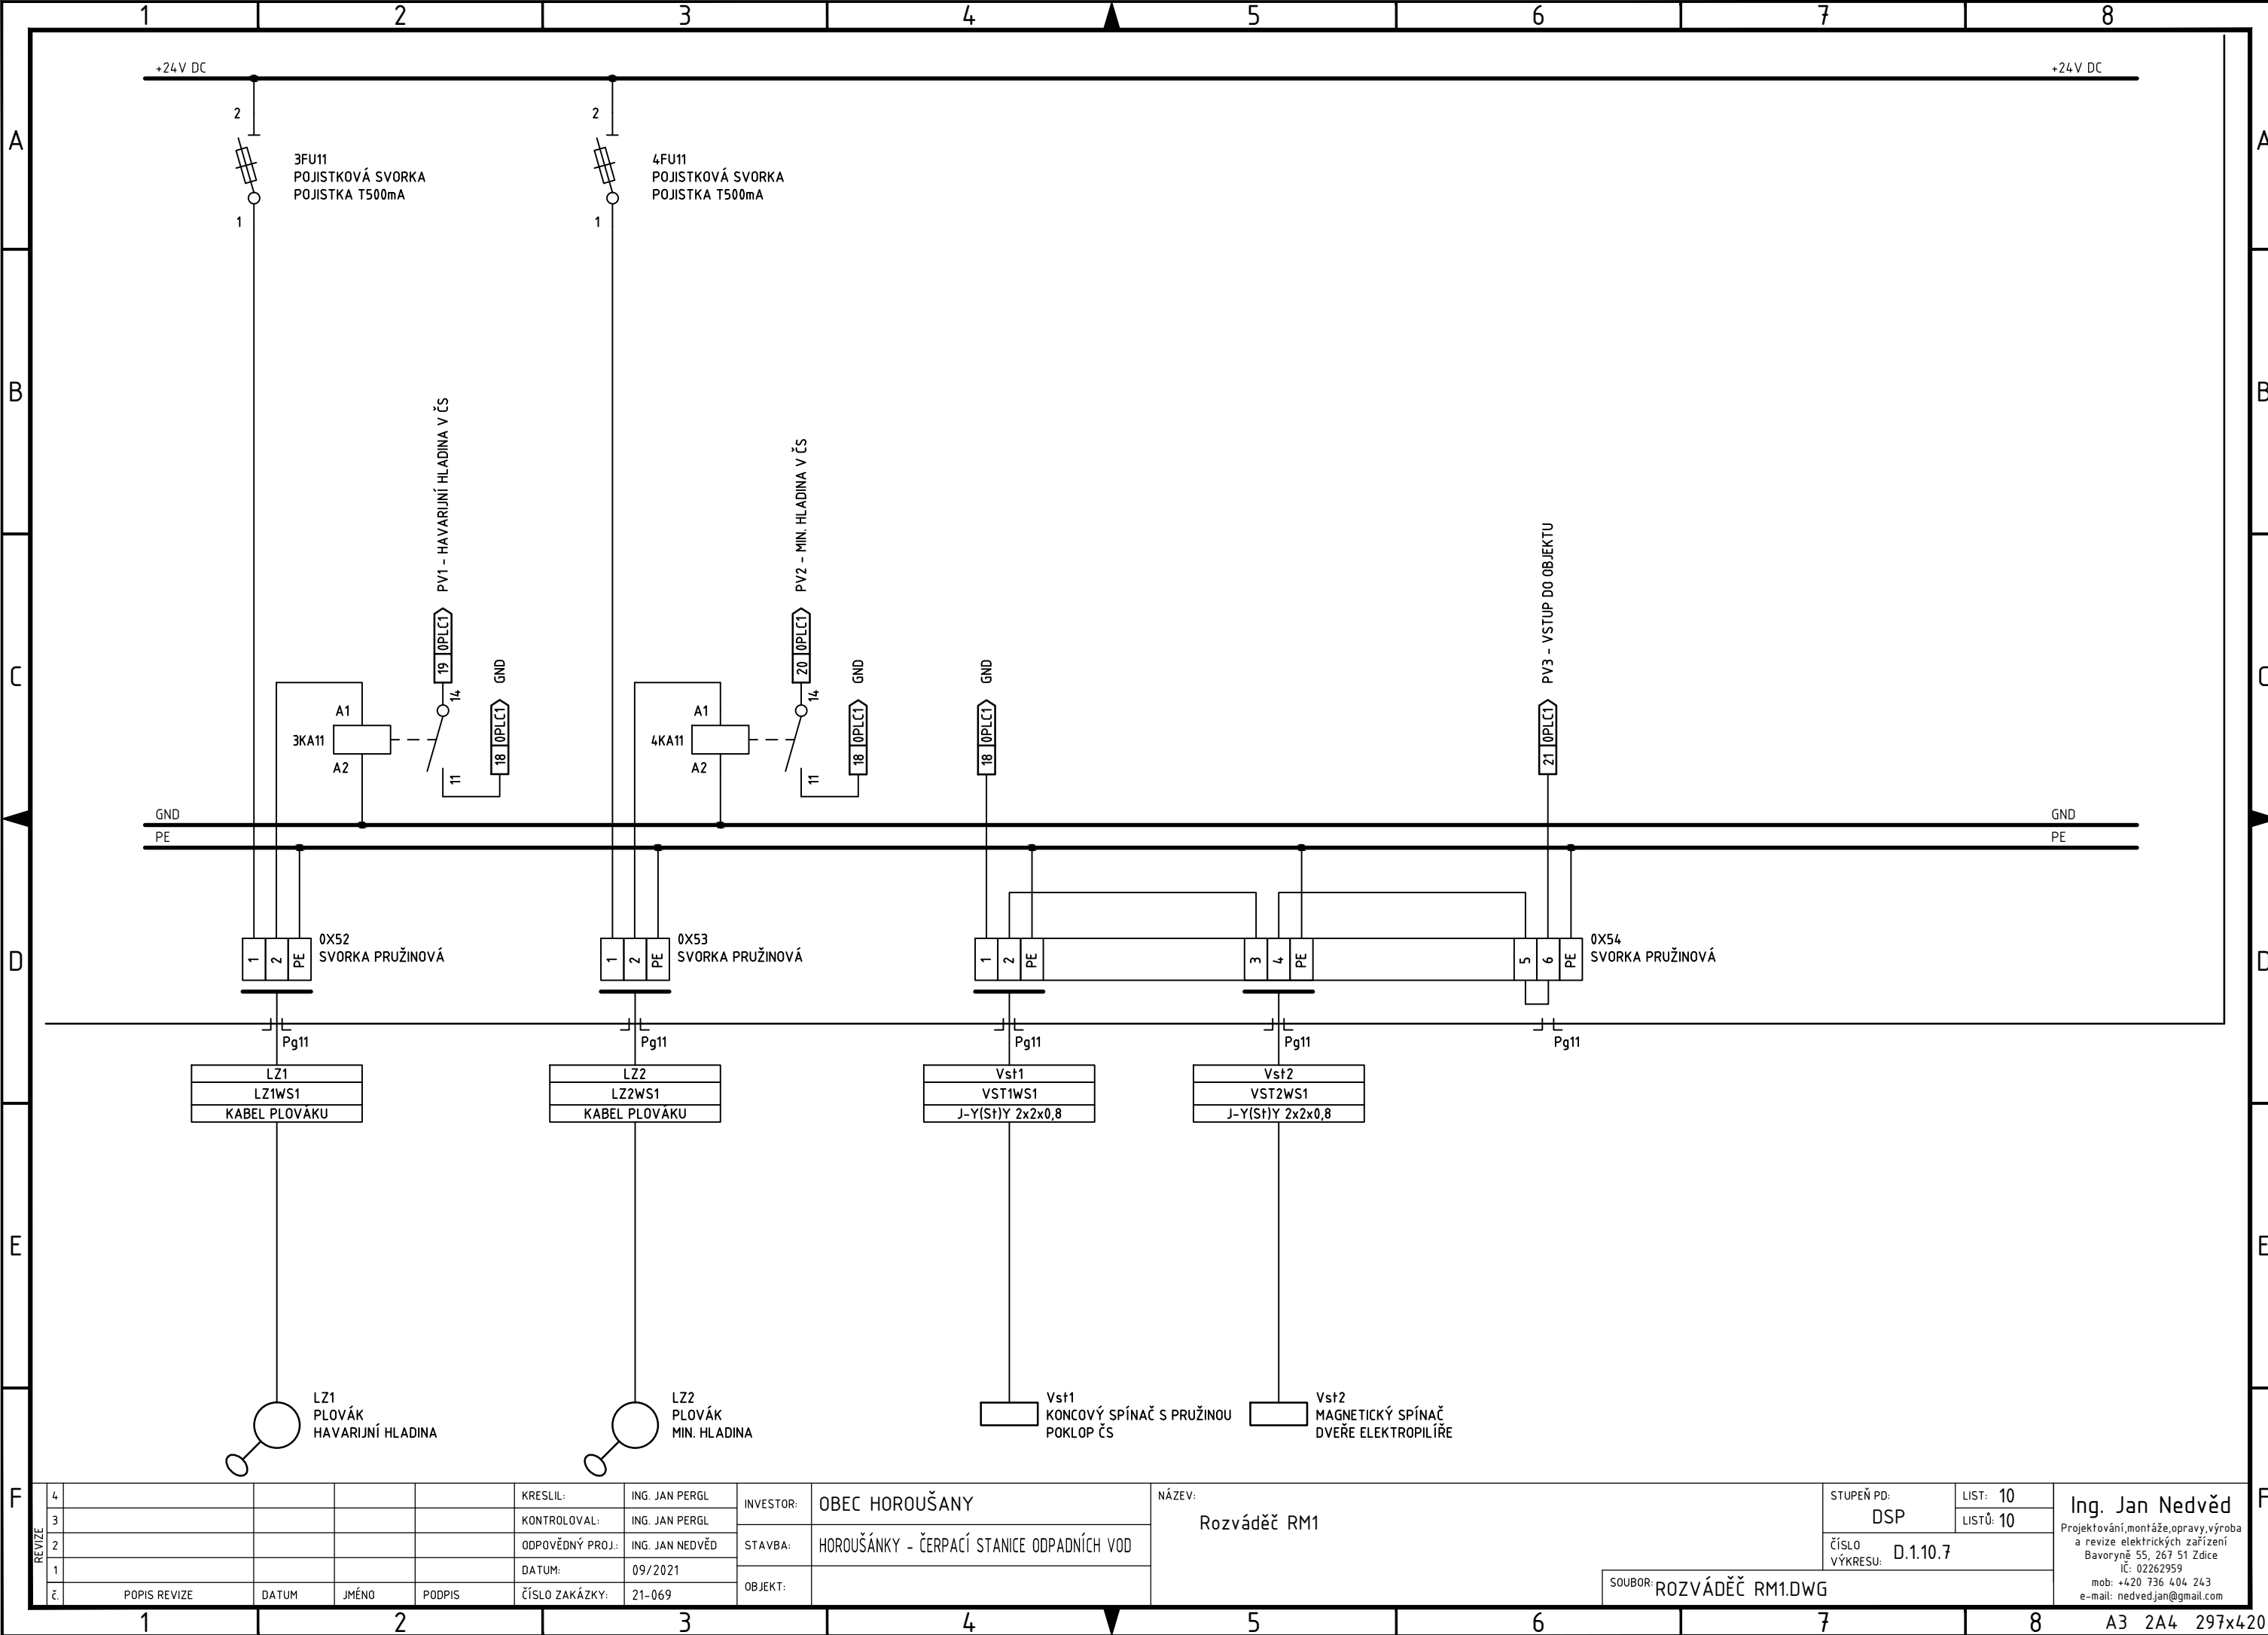 1 2 3 4 5 6 7 8
+24V DC
+24V DC
A
A
2
3FU11
POJISTKOVÁ SVORKA
POJISTKA T500mA
1
2
4FU11
POJISTKOVÁ SVORKA
POJISTKA T500mA
1
B
B
PV1 - HAVARIJNÍ HLADINA V ČS
19 0PLC1
14
GND
18 0PLC1
11
A1
3KA11
A2
PV2 - MIN. HLADINA V ČS
20 0PLC1
14
GND
18 0PLC1
11
A1
4KA11
A2
GND
18 0PLC1
PV3 - VSTUP DO OBJEKTU
21 0PLC1
C
C
GND
GND
PE
PE
D
D
1 2 PE
0X52
SVORKA PRUŽINOVÁ
1 2 PE
0X53
SVORKA PRUŽINOVÁ
1 2 PE
3 4 PE
5 6 PE
0X54
SVORKA PRUŽINOVÁ
Pg11
Pg11
Pg11
Pg11
Pg11
LZ1
LZ1WS1
KABEL PLOVÁKU
LZ2
LZ2WS1
KABEL PLOVÁKU
Vst1
VST1WS1
J-Y(St)Y 2x2x0,8
Vst2
VST2WS1
J-Y(St)Y 2x2x0,8
E
E
LZ1
PLOVÁK
HAVARIJNÍ HLADINA
LZ2
PLOVÁK
MIN. HLADINA
Vst1
KONCOVÝ SPÍNAČ S PRUŽINOU
POKLOP ČS
Vst2
MAGNETICKÝ SPÍNAČ
DVEŘE ELEKTROPILÍŘE
F
F
REVIZE
4
3
2
1
č. POPIS REVIZE DATUM JMÉNO PODPIS
KRESLIL: ING. JAN PERGL
KONTROLOVAL: ING. JAN PERGL
ODPOVĚDNÝ PROJ.: ING. JAN NEDVĚD
DATUM: 09/2021
ČÍSLO ZAKÁZKY: 21-069
INVESTOR: OBEC HOROUŠANY
STAVBA: HOROUŠÁNKY - ČERPACÍ STANICE ODPADNÍCH VOD
OBJEKT:
NÁZEV:
Rozváděč RM1
SOUBOR: ROZVÁDĚČ RM1.DWG
STUPEŇ PD:
DSP
LIST: 10
LISTŮ: 10
ČÍSLO
VÝKRESU: D.1.10.7
Ing. Jan Nedvěd
Projektování,montáže,opravy,výroba
a revize elektrických zařízení
Bavoryně 55, 267 51 Zdice
IČ: 02262959
mob: +420 736 404 243
e-mail: nedved.jan@gmail.com
1 2 3 4 5 6 7 8
A3 2A4 297x420